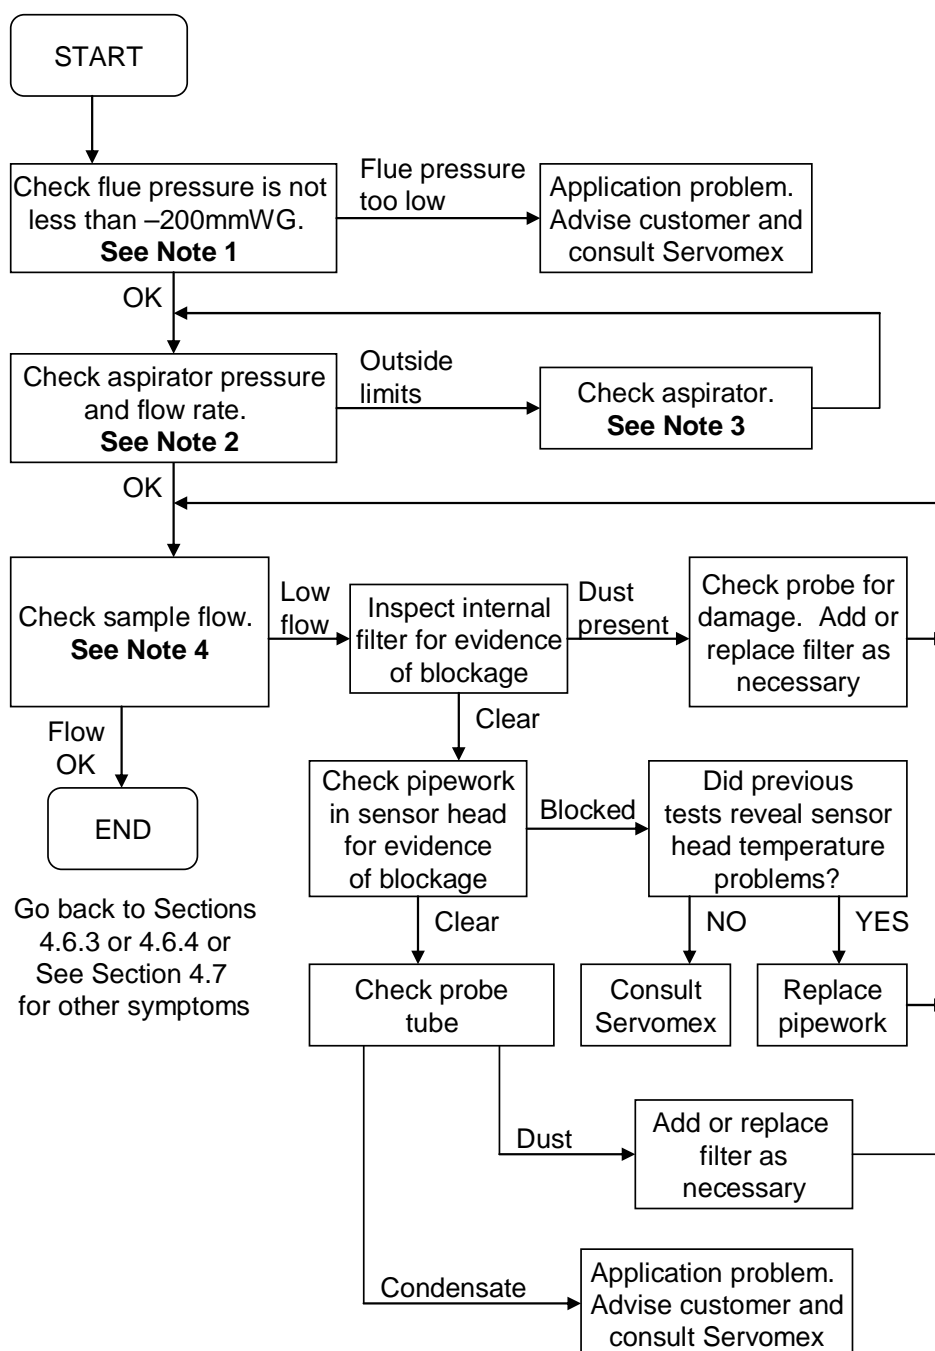 START
Check flue pressure is not
less than –200mmWG.
See Note 1
Flue pressure
too low
Application problem.
Advise customer and
consult Servomex
OK
Check aspirator pressure
and flow rate.
See Note 2
Outside
limits
Check aspirator.
See Note 3
OK
Check sample flow.
See Note 4
Low
flow
Inspect internal
filter for evidence
of blockage
Dust
present
Check probe for
damage. Add or
replace filter as
necessary
Flow
OK
END
Go back to Sections
4.6.3 or 4.6.4 or
See Section 4.7
for other symptoms
Clear
Check pipework
in sensor head
for evidence
of blockage
Blocked
Did previous
tests reveal sensor
head temperature
problems?
NO
YES
Consult
Servomex
Replace
pipework
Clear
Check probe
tube
Dust
Add or replace
filter as
necessary
Condensate
Application problem.
Advise customer and
consult Servomex